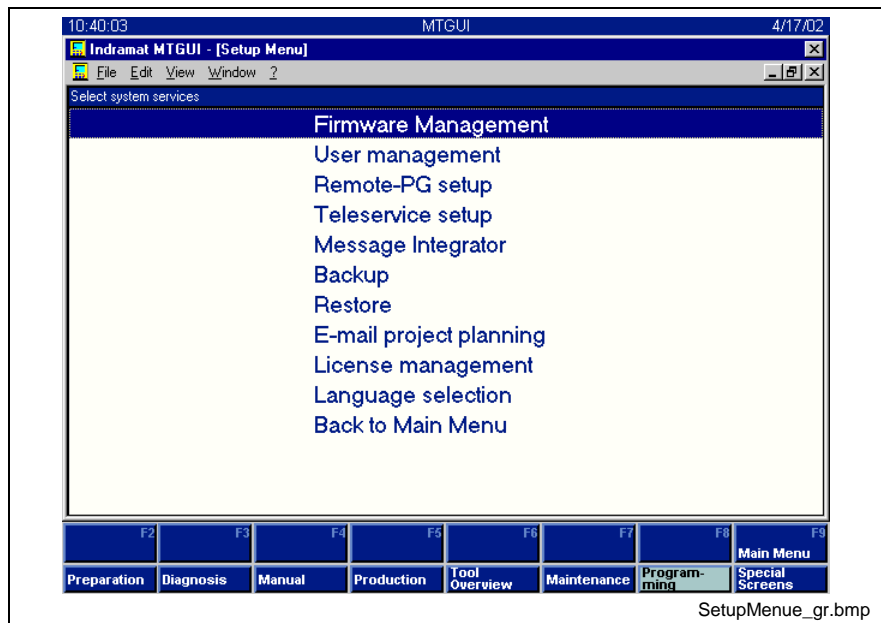 10:40:03 MTGUI 4/17/02
Indramat MTGUI - [Setup Menu]
File Edit View Window ?
Select system services
Firmware Management
User management
Remote-PG setup
Teleservice setup
Message Integrator
Backup
Restore
E-mail project planning
License management
Language selection
Back to Main Menu
F2 F3 F4 F5 F6 F7 F8 F9
Main Menu
Preparation Diagnosis Manual Production Tool Overview Maintenance Program-ming Special Screens
SetupMenue_gr.bmp